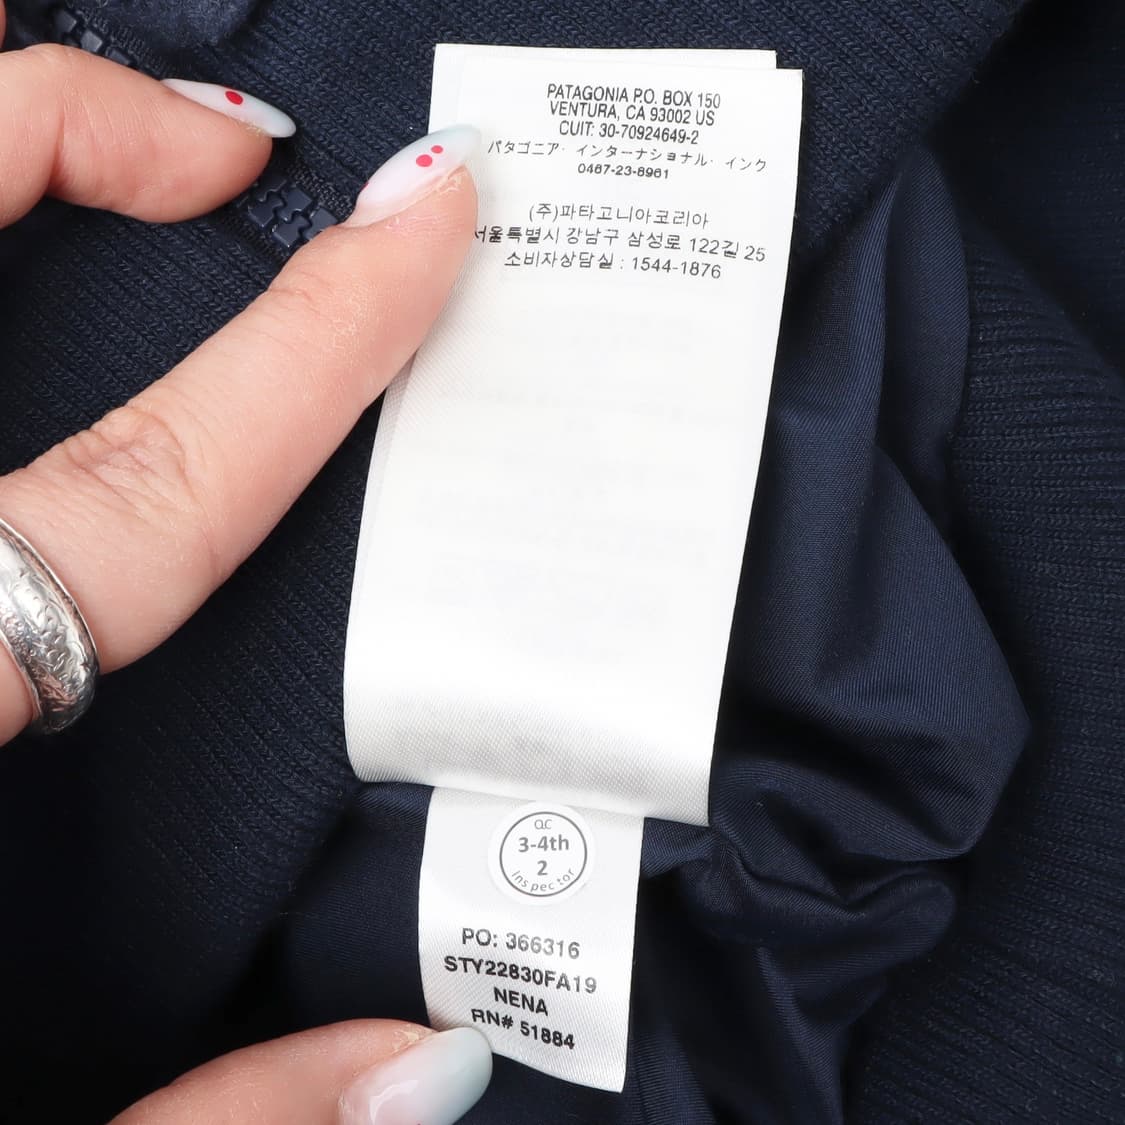 PATAGONIA P.O. BOX 150
VENTURA, CA 93002 US
CUIT: 30-70924649-2
パタゴニア・インターナショナル・インク
0467-23-8961
(주)파타고니아코리아
서울특별시 강남구 삼성로 122길 25
소비자상담실 : 1544-1876
QC
3-4th
2
Inspector
PO: 366316
STY22830FA19
NENA
RN# 51884